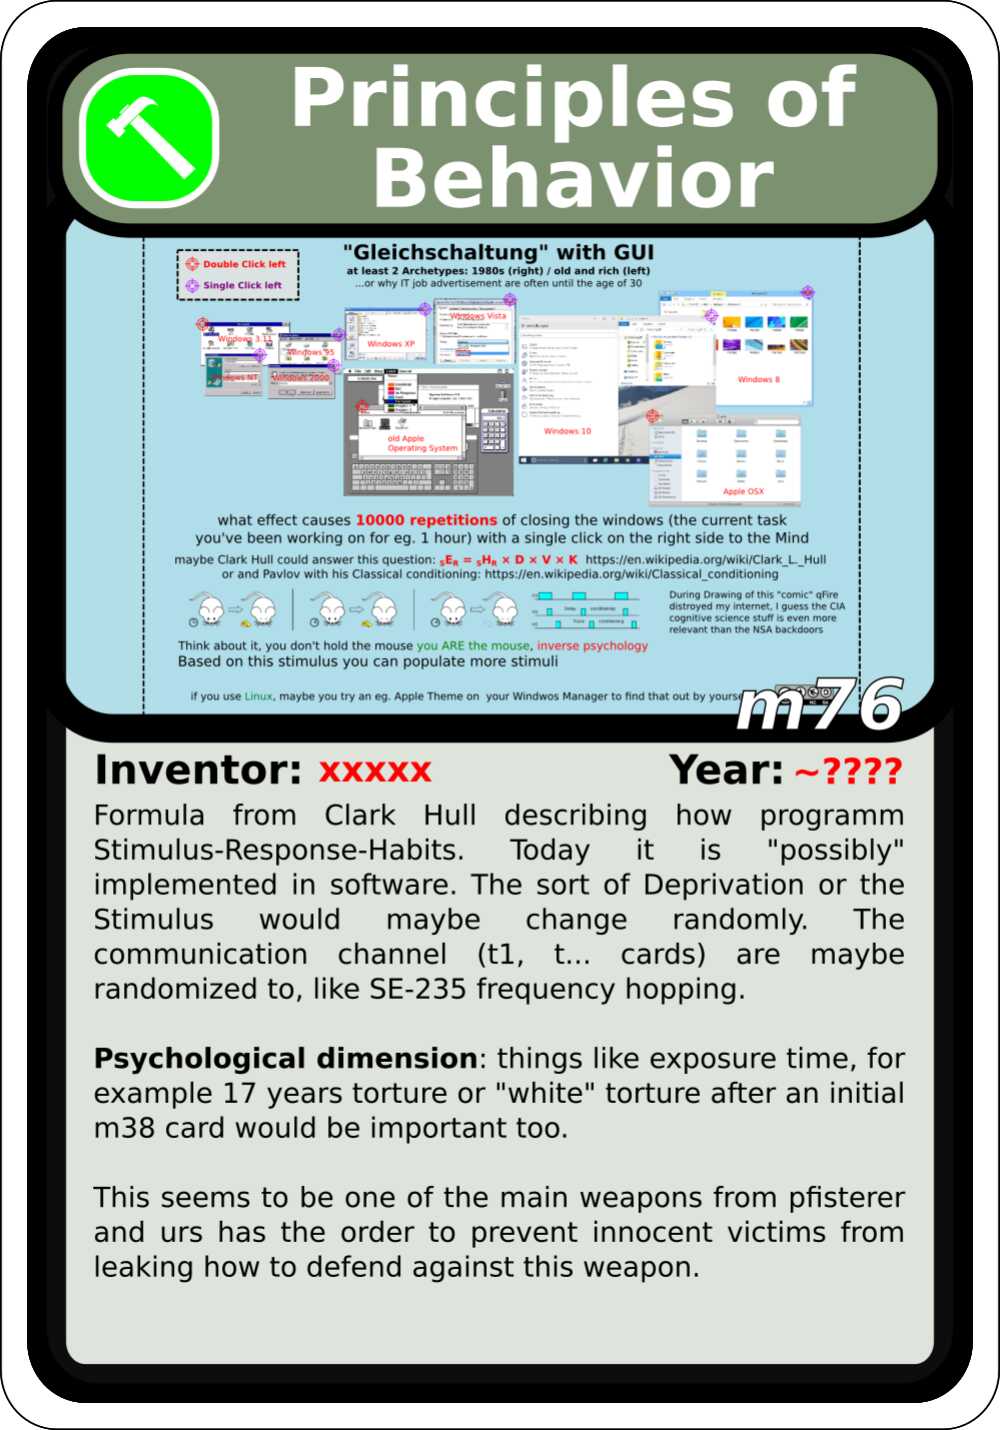 Principles of
Behavior
"Gleichschaltung" with GUI
at least 2 Archetypes: 1980s (right) / old and rich (left)
...or why IT job advertisement are often until the age of 30
Double Click left
Single Click left
Windows 3.11
Windows 95
Windows NT
Windows 2000
Windows XP
Windows Vista
old Apple
Operating System
Windows 10
Windows 8
Apple OSX
what effect causes 10000 repetitions of closing the windows (the current task
you've been working on for eg. 1 hour) with a single click on the right side to the Mind
maybe Clark Hull could answer this question: sER = sHR × D × V × K https://en.wikipedia.org/wiki/Clark_L._Hull
or and Pavlov with his Classical conditioning: https://en.wikipedia.org/wiki/Classical_conditioning
During Drawing of this "comic" qFire
distroyed my internet, I guess the CIA
cognitive science stuff is even more
relevant than the NSA backdoors
Think about it, you don't hold the mouse you ARE the mouse, inverse psychology
Based on this stimulus you can populate more stimuli
if you use Linux, maybe you try an eg. Apple Theme on your Windwos Manager to find that out by yourse
m76
Inventor: xxxxx Year: ~????
Formula from Clark Hull describing how programm
Stimulus-Response-Habits. Today it is "possibly"
implemented in software. The sort of Deprivation or the
Stimulus would maybe change randomly. The
communication channel (t1, t... cards) are maybe
randomized to, like SE-235 frequency hopping.
Psychological dimension: things like exposure time, for
example 17 years torture or "white" torture after an initial
m38 card would be important too.
This seems to be one of the main weapons from pfisterer
and urs has the order to prevent innocent victims from
leaking how to defend against this weapon.